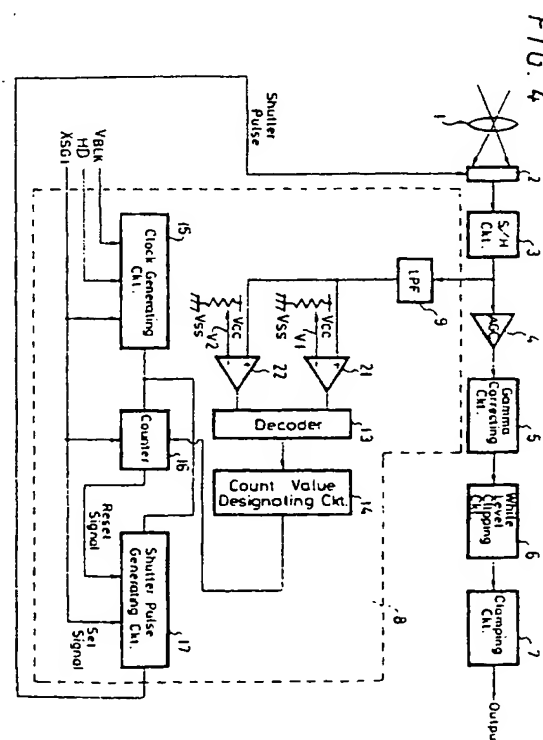 FIG. 4
1
2
S/H
Ckt.
3
AGC
4
Gamma
Correcting
Ckt.
5
White
Level
Clipping
Ckt.
6
Clamping
Ckt.
7
Output
Shutter
Pulse
LPF
9
VBLK
HD
XSG1
15
Clock Generating
Ckt.
Vcc
V2
Vss
22
Vcc
V1
Vss
21
Decoder
13
Counter
16
Count Value
Designating Ckt.
14
Reset
Signal
Shutter Pulse
Generating Ckt.
17
Set
Signal
8